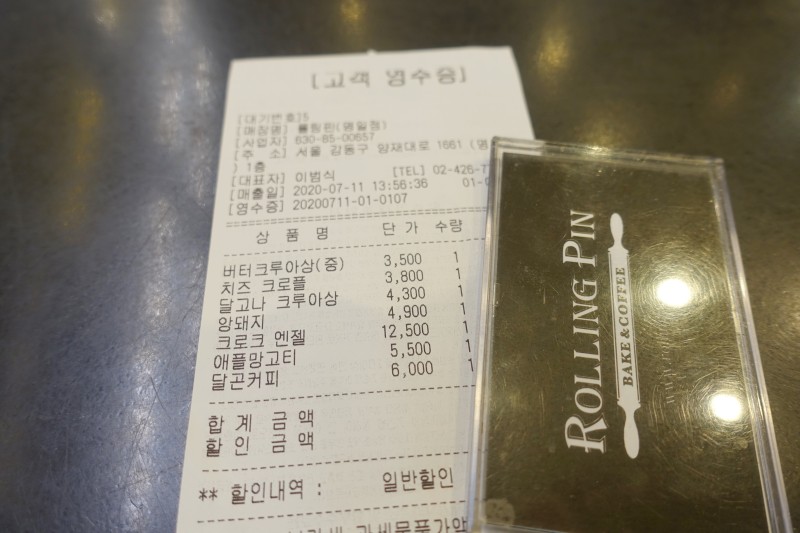 [고객 영수증]
[대기번호]5
[매장명] 롤링핀(명일점)
[사업자] 630-85-00657
[주 소] 서울 강동구 양재대로 1661 (명
) 1층
[대표자] 이범식 [TEL] 02-426-7
[매출일] 2020-07-11 13:56:36 01-0
[영수증] 20200711-01-0107
상 품 명 단 가 수량
버터크루아상(중) 3,500 1
치즈 크로플 3,800 1
달고나 크루아상 4,300 1
앙돼지 4,900 1
크로크 엔젤 12,500 1
애플망고티 5,500 1
달곤커피 6,000 1
합 계 금 액
할 인 금 액
** 할인내역 : 일반할인
ROLLING PIN
BAKE & COFFEE